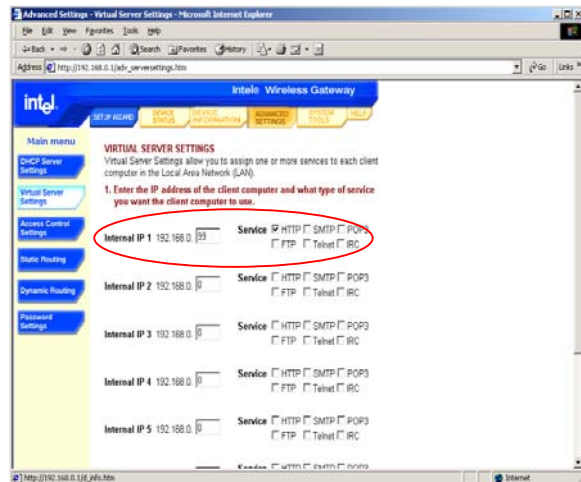 Advanced Settings - Virtual Server Settings - Microsoft Internet Explorer
File Edit View Favorites Tools Help
Back Search Favorites History
Address http://192.168.0.1/adv_serversettings.htm Go Links »
intel.
Intel® Wireless Gateway
SETUP WIZARD DEVICE STATUS DEVICE INFORMATION ADVANCED SETTINGS SYSTEM TOOLS HELP
Main menu
DHCP Server Settings
Virtual Server Settings
Access Control Settings
Static Routing
Dynamic Routing
Password Settings
VIRTUAL SERVER SETTINGS
Virtual Server Settings allow you to assign one or more services to each client
computer in the Local Area Network (LAN).
1. Enter the IP address of the client computer and what type of service
you want the client computer to use.
Internal IP 1 192.168.0. 99 Service HTTP SMTP POP3
FTP Telnet IRC
Internal IP 2 192.168.0. 0 Service HTTP SMTP POP3
FTP Telnet IRC
Internal IP 3 192.168.0. 0 Service HTTP SMTP POP3
FTP Telnet IRC
Internal IP 4 192.168.0. 0 Service HTTP SMTP POP3
FTP Telnet IRC
Internal IP 5 192.168.0. 0 Service HTTP SMTP POP3
FTP Telnet IRC
Service HTTP SMTP POP3
http://192.168.0.1/d_info.htm Internet